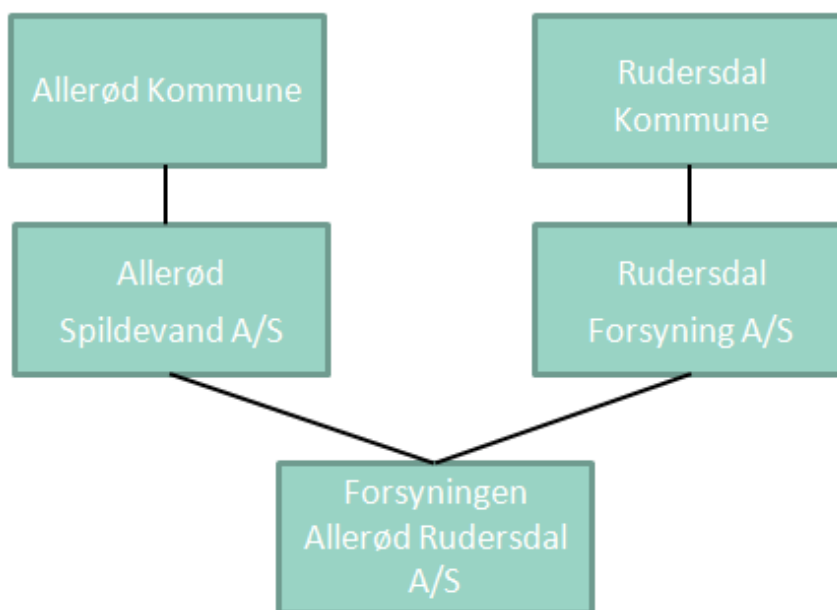 Allerød Kommune
Rudersdal
Kommune
Allerød
Spildevand A/S
Rudersdal
Forsyning A/S
Forsyningen
Allerød Rudersdal
A/S